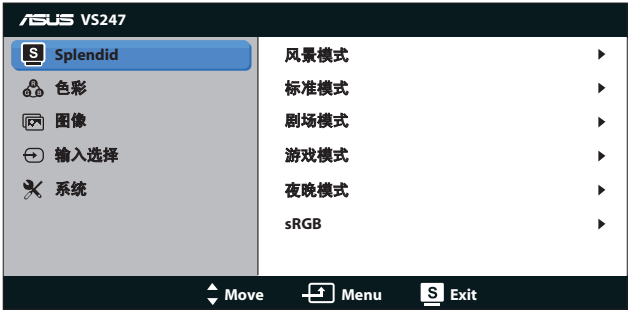 ASUS VS247
S Splendid
色彩
图像
输入选择
系统
风景模式
标准模式
剧场模式
游戏模式
夜晚模式
sRGB
Move Menu S Exit